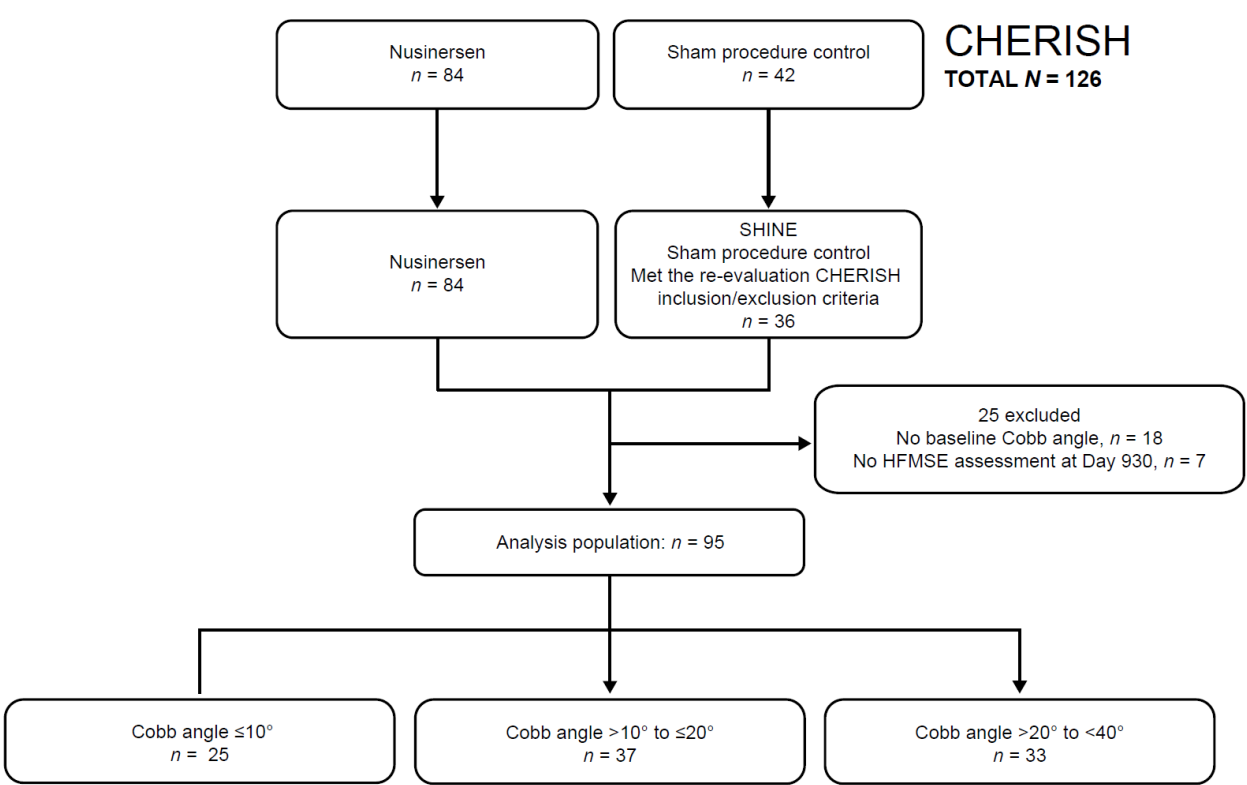 Nusinersen
n = 84
Sham procedure control
n = 42
CHERISH
TOTAL N = 126
Nusinersen
n = 84
SHINE
Sham procedure control
Met the re-evaluation CHERISH
inclusion/exclusion criteria
n = 36
25 excluded
No baseline Cobb angle, n = 18
No HFMSE assessment at Day 930, n = 7
Analysis population: n = 95
Cobb angle ≤10°
n = 25
Cobb angle >10° to ≤20°
n = 37
Cobb angle >20° to <40°
n = 33